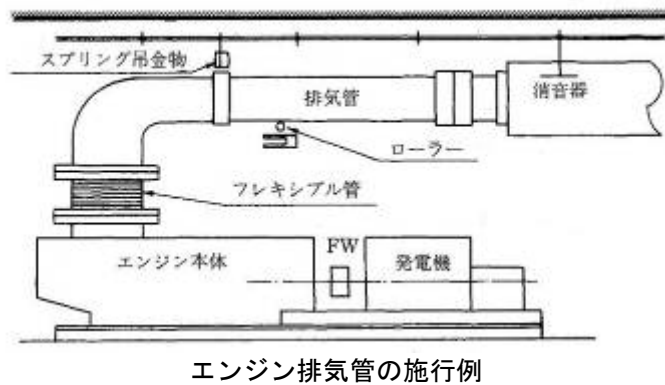 スプリング吊金物
排気管
消音器
ローラー
フレキシブル管
エンジン本体
FW
発電機
エンジン排気管の施行例